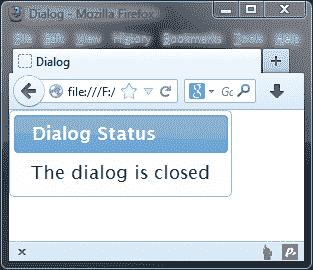 Dialog - Mozilla Firefox
File Edit View History Bookmarks Tools Help
Dialog
file:///F:/
Go
Dialog Status
The dialog is closed